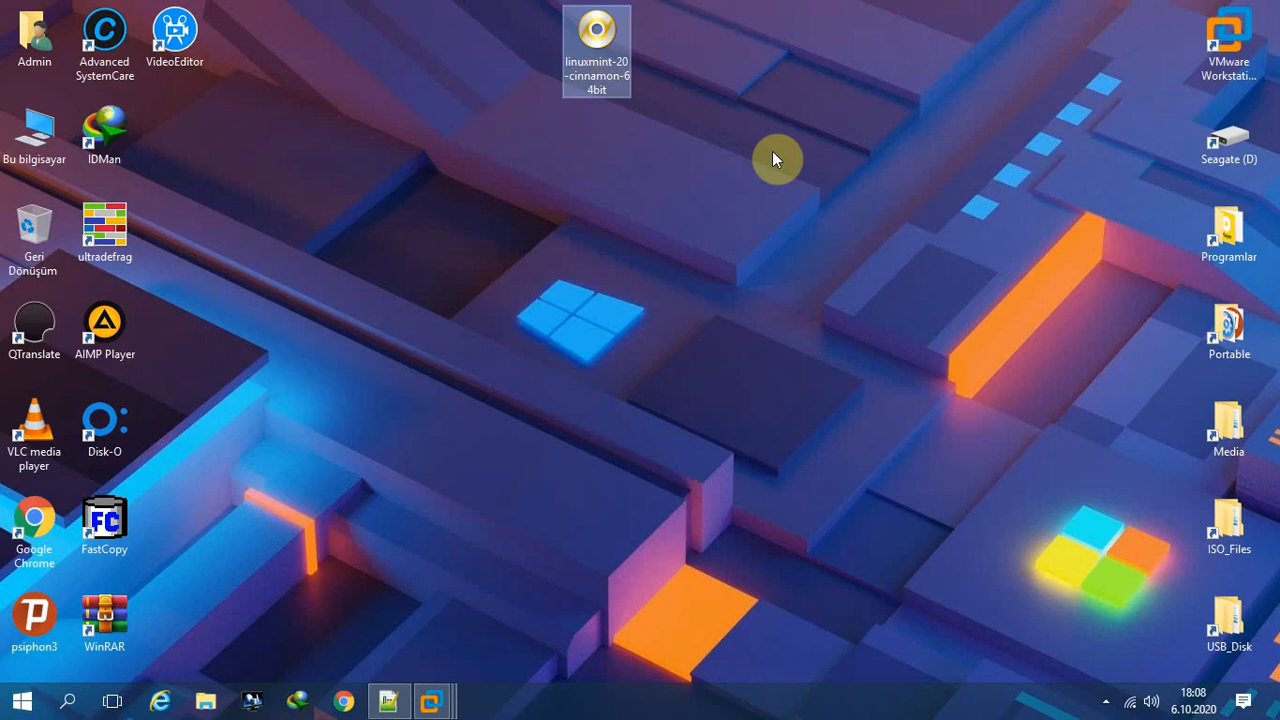 Admin
Advanced
SystemCare
VideoEditor
linuxmint-20
-cinnamon-6
4bit
VMware
Workstati...
Bu bilgisayar
IDMan
Seagate (D)
Geri
Dönüşüm
ultradefrag
Programlar
QTranslate
AIMP Player
Portable
VLC media
player
Disk-O
Media
Google
Chrome
FC
FastCopy
ISO_Files
psiphon3
WinRAR
USB_Disk
18:08
6.10.2020